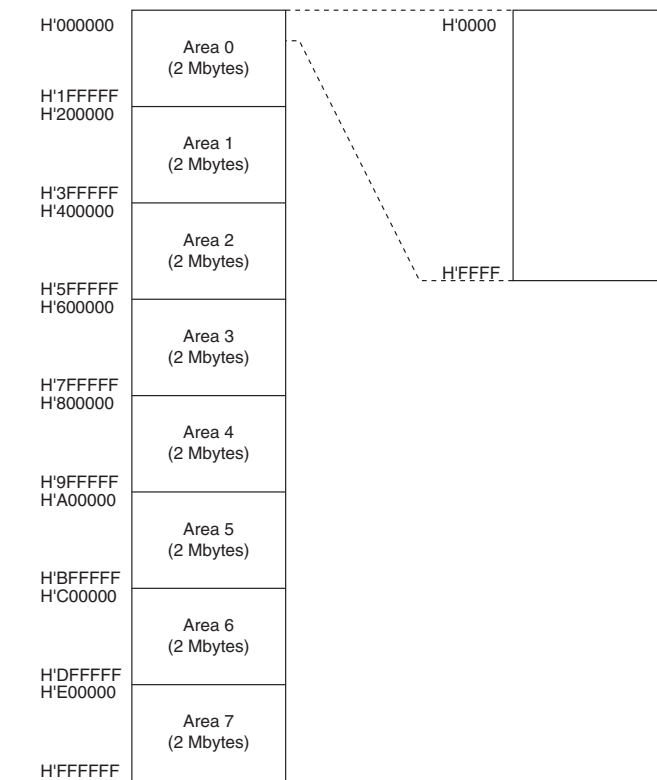 H'000000
Area 0
(2 Mbytes)
H'1FFFFF
H'200000
Area 1
(2 Mbytes)
H'3FFFFF
H'400000
Area 2
(2 Mbytes)
H'5FFFFF
H'600000
Area 3
(2 Mbytes)
H'7FFFFF
H'800000
Area 4
(2 Mbytes)
H'9FFFFF
H'A00000
Area 5
(2 Mbytes)
H'BFFFFF
H'C00000
Area 6
(2 Mbytes)
H'DFFFFF
H'E00000
Area 7
(2 Mbytes)
H'FFFFFF
H'0000
H'FFFF